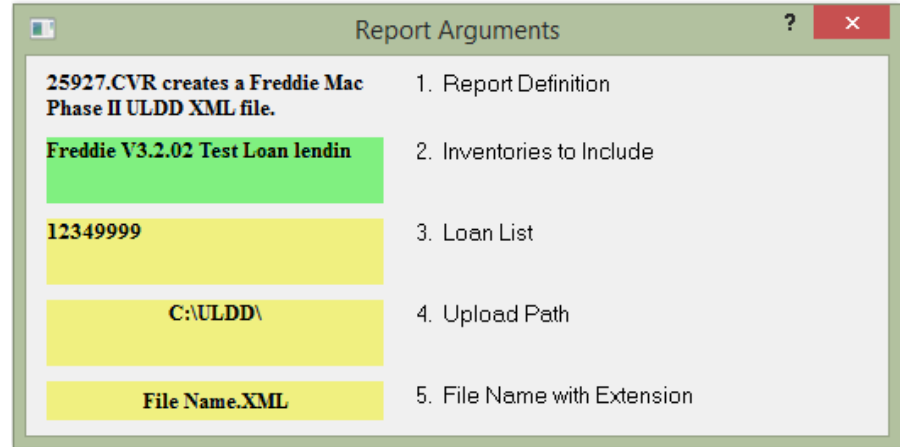 Report Arguments ? ×
25927.CVR creates a Freddie Mac
Phase II ULDD XML file.
1. Report Definition
Freddie V3.2.02 Test Loan lendin
2. Inventories to Include
12349999
3. Loan List
C:\ULDD\
4. Upload Path
File Name.XML
5. File Name with Extension